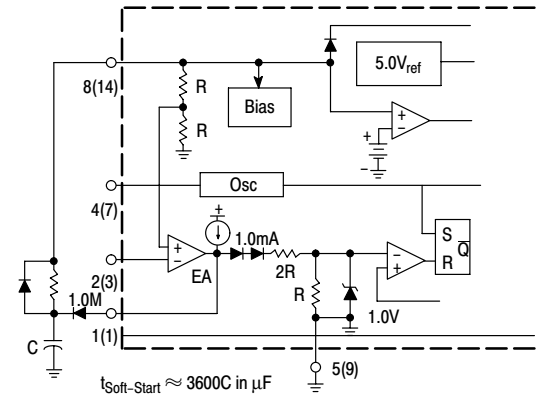 5.0Vref
8(14)
R
Bias
+
−
R
+
−
Osc
4(7)
+
1.0mA
S
Q
R
+
−
2R
−
+
2(3)
EA
R
1.0M
1.0V
1(1)
C
5(9)
tSoft–Start ≈ 3600C in µF